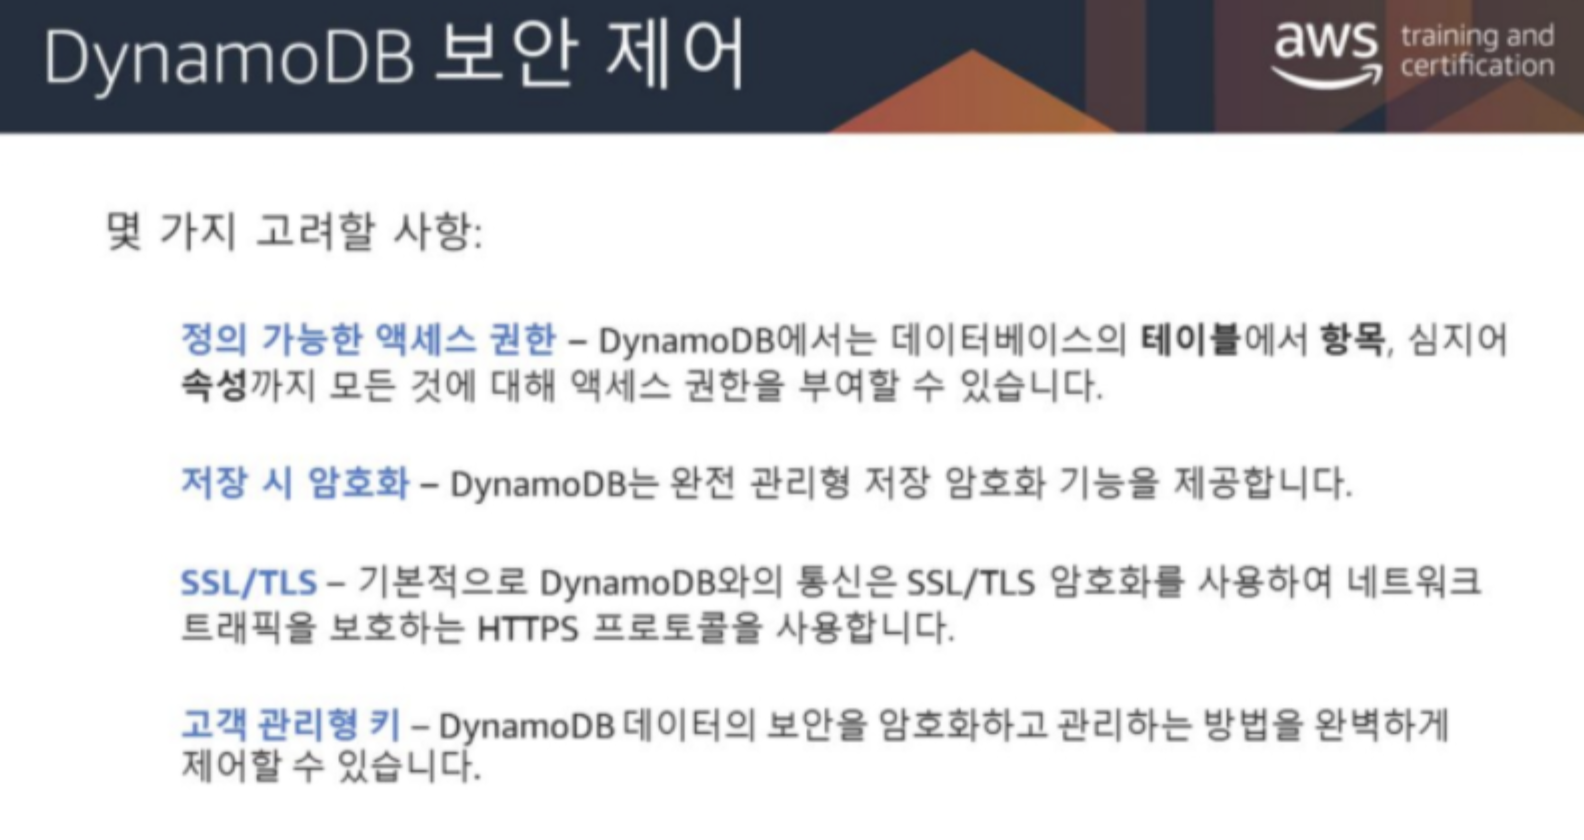 DynamoDB 보안 제어
aws training and
certification
몇 가지 고려할 사항:
정의 가능한 액세스 권한 – DynamoDB에서는 데이터베이스의 테이블에서 항목, 심지어
속성까지 모든 것에 대해 액세스 권한을 부여할 수 있습니다.
저장 시 암호화 – DynamoDB는 완전 관리형 저장 암호화 기능을 제공합니다.
SSL/TLS – 기본적으로 DynamoDB와의 통신은 SSL/TLS 암호화를 사용하여 네트워크
트래픽을 보호하는 HTTPS 프로토콜을 사용합니다.
고객 관리형 키 – DynamoDB 데이터의 보안을 암호화하고 관리하는 방법을 완벽하게
제어할 수 있습니다.